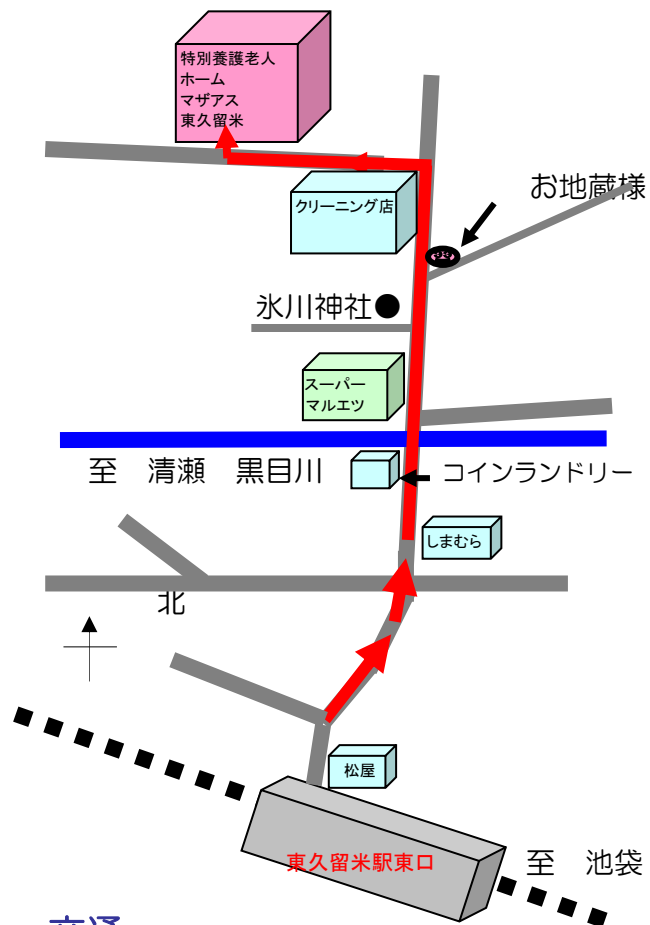 特別養護老人
ホーム
マザアス
東久留米
クリーニング店
お地蔵様
氷川神社●
スーパー
マルエツ
至　清瀬　黒目川
コインランドリー
しまむら
北
松屋
東久留米駅東口
至　池袋
交通